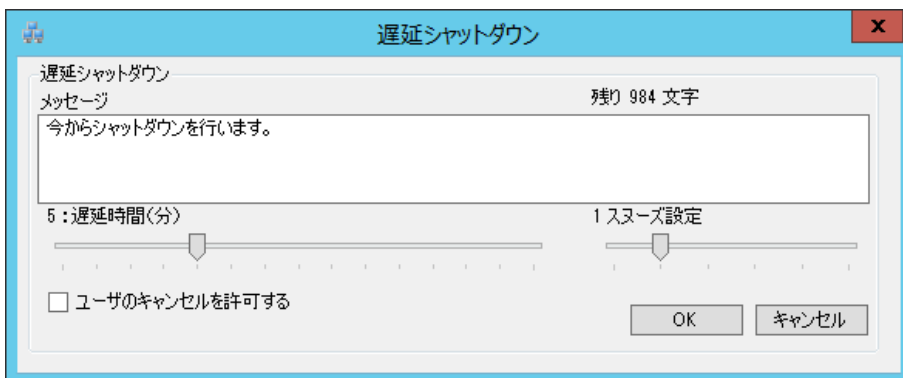 遅延シャットダウン
x
遅延シャットダウン
メッセージ 残り 984 文字
今からシャットダウンを行います。
5 : 遅延時間(分) 1 スヌーズ設定
ユーザのキャンセルを許可する
OK キャンセル